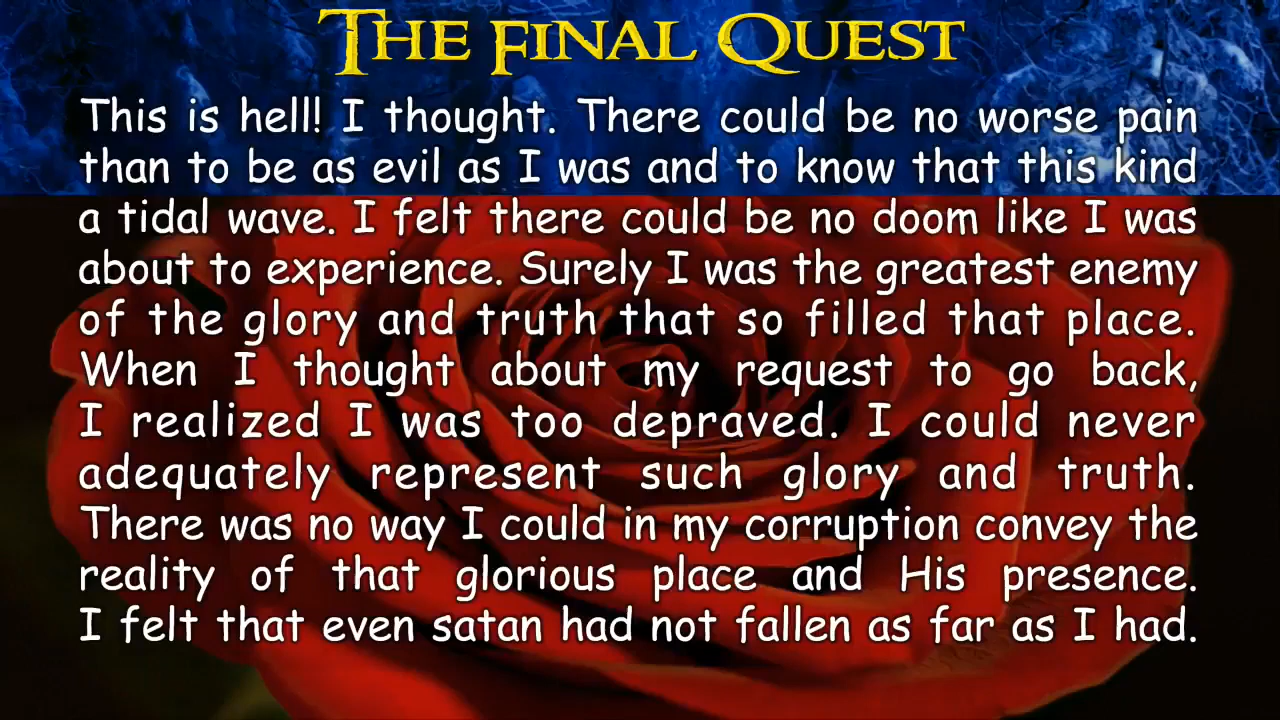 THE FINAL QUEST
This is hell! I thought. There could be no worse pain
than to be as evil as I was and to know that this kind
a tidal wave. I felt there could be no doom like I was
about to experience. Surely I was the greatest enemy
of the glory and truth that so filled that place.
When I thought about my request to go back,
I realized I was too depraved. I could never
adequately represent such glory and truth.
There was no way I could in my corruption convey the
reality of that glorious place and His presence.
I felt that even satan had not fallen as far as I had.